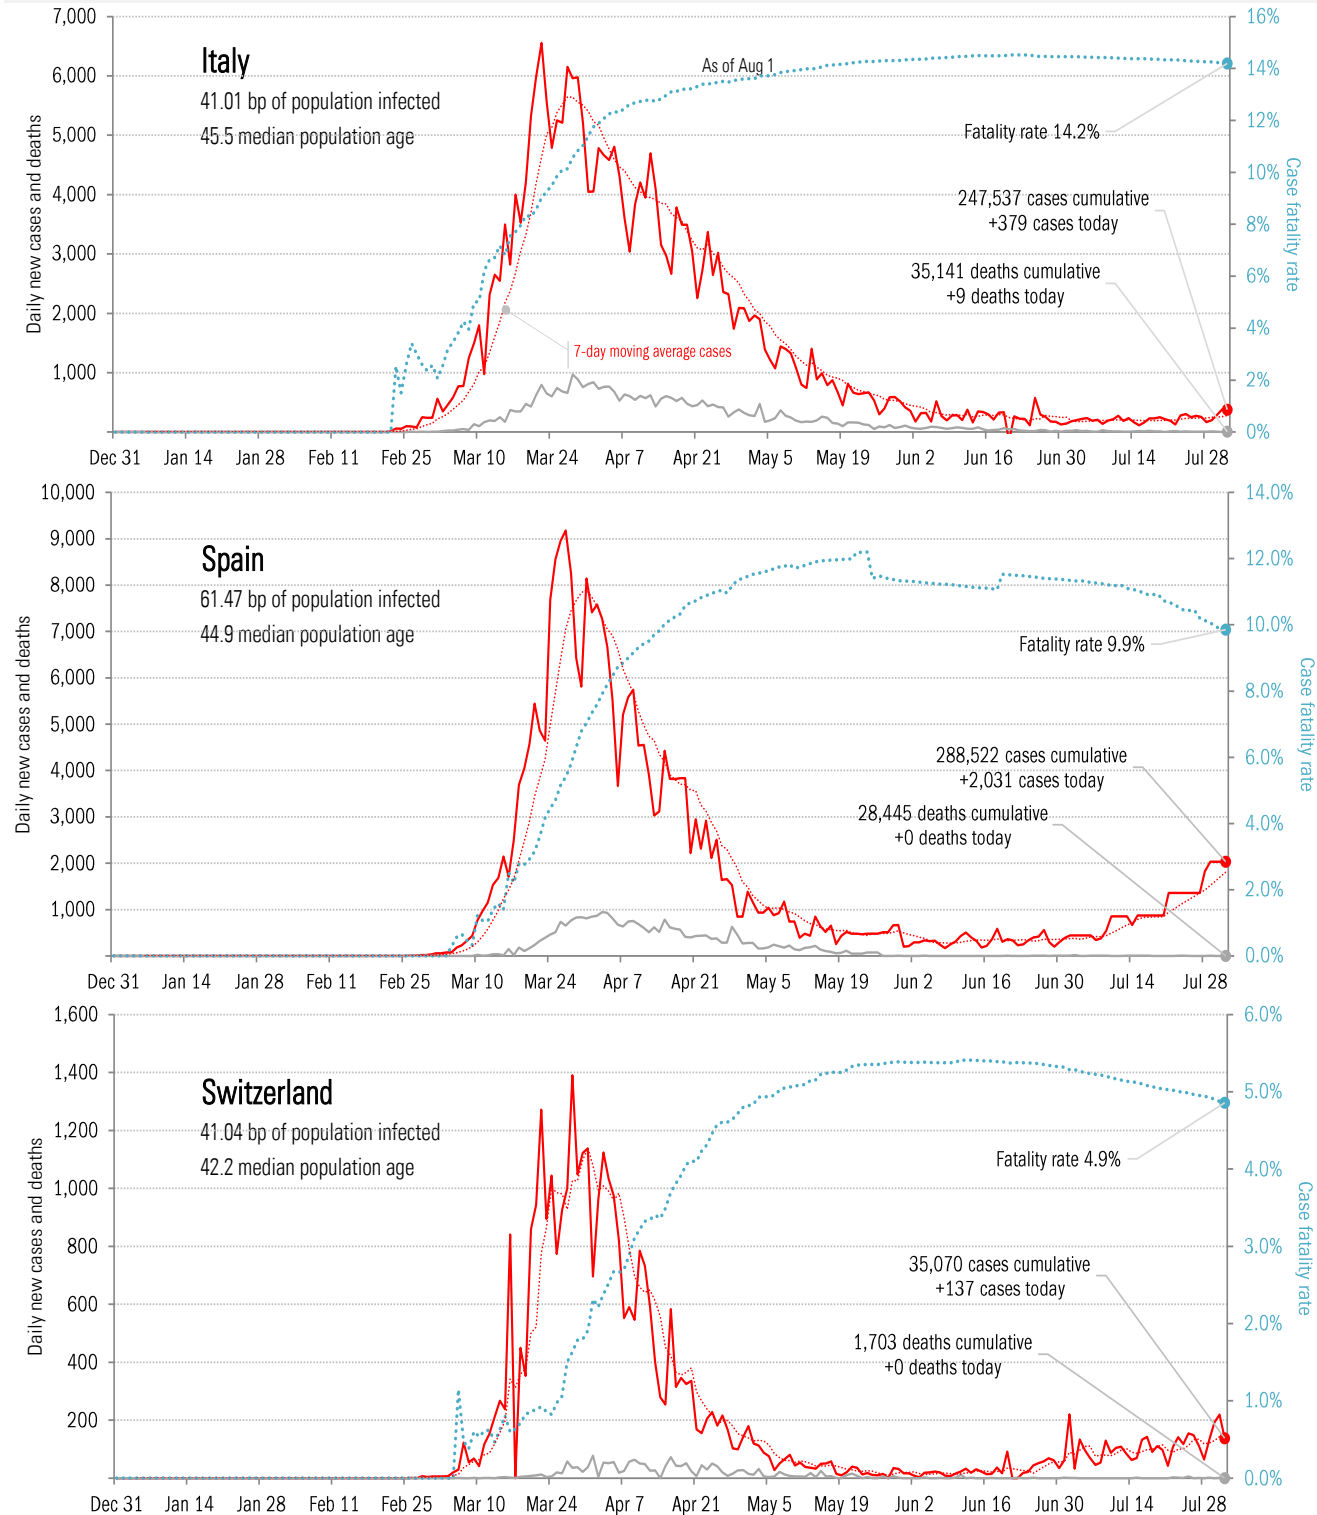 7,000
6,000
5,000
4,000
3,000
2,000
1,000
Daily new cases and deaths
Italy
41.01 bp of population infected
45.5 median population age
As of Aug 1
16%
14%
12%
10%
8%
6%
4%
2%
0%
Case fatality rate
Fatality rate 14.2%
247,537 cases cumulative
+379 cases today
35,141 deaths cumulative
+9 deaths today
7-day moving average cases
Dec 31 Jan 14 Jan 28 Feb 11 Feb 25 Mar 10 Mar 24 Apr 7 Apr 21 May 5 May 19 Jun 2 Jun 16 Jun 30 Jul 14 Jul 28
10,000
9,000
8,000
7,000
6,000
5,000
4,000
3,000
2,000
1,000
Daily new cases and deaths
Spain
61.47 bp of population infected
44.9 median population age
14.0%
12.0%
10.0%
8.0%
6.0%
4.0%
2.0%
0.0%
Case fatality rate
Fatality rate 9.9%
288,522 cases cumulative
+2,031 cases today
28,445 deaths cumulative
+0 deaths today
Dec 31 Jan 14 Jan 28 Feb 11 Feb 25 Mar 10 Mar 24 Apr 7 Apr 21 May 5 May 19 Jun 2 Jun 16 Jun 30 Jul 14 Jul 28
1,600
1,400
1,200
1,000
800
600
400
200
Daily new cases and deaths
Switzerland
41.04 bp of population infected
42.2 median population age
6.0%
5.0%
4.0%
3.0%
2.0%
1.0%
0.0%
Case fatality rate
Fatality rate 4.9%
35,070 cases cumulative
+137 cases today
1,703 deaths cumulative
+0 deaths today
Dec 31 Jan 14 Jan 28 Feb 11 Feb 25 Mar 10 Mar 24 Apr 7 Apr 21 May 5 May 19 Jun 2 Jun 16 Jun 30 Jul 14 Jul 28